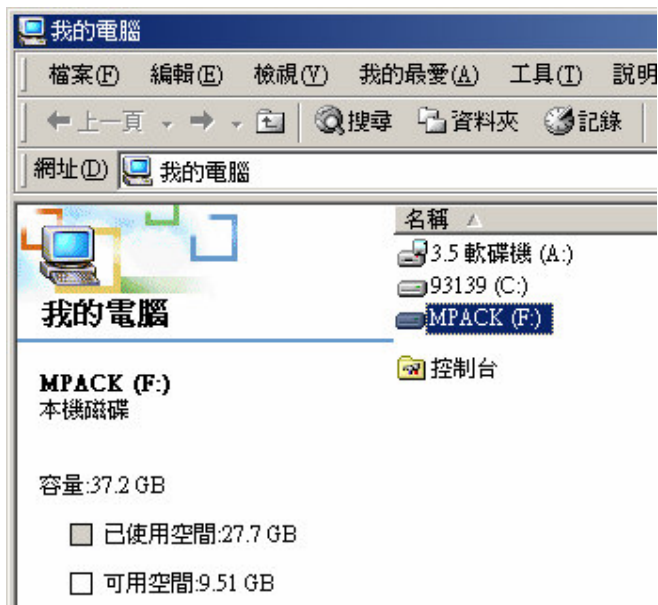 我的電腦
檔案(F) 編輯(E) 檢視(V) 我的最愛(A) 工具(T) 說明
上一頁 搜尋 資料夾 記錄
網址(D) 我的電腦
名稱
3.5 軟碟機 (A:)
93139 (C:)
MPACK (F:)
控制台
我的電腦
MPACK (F:)
本機磁碟
容量:37.2 GB
已使用空間:27.7 GB
可用空間:9.51 GB